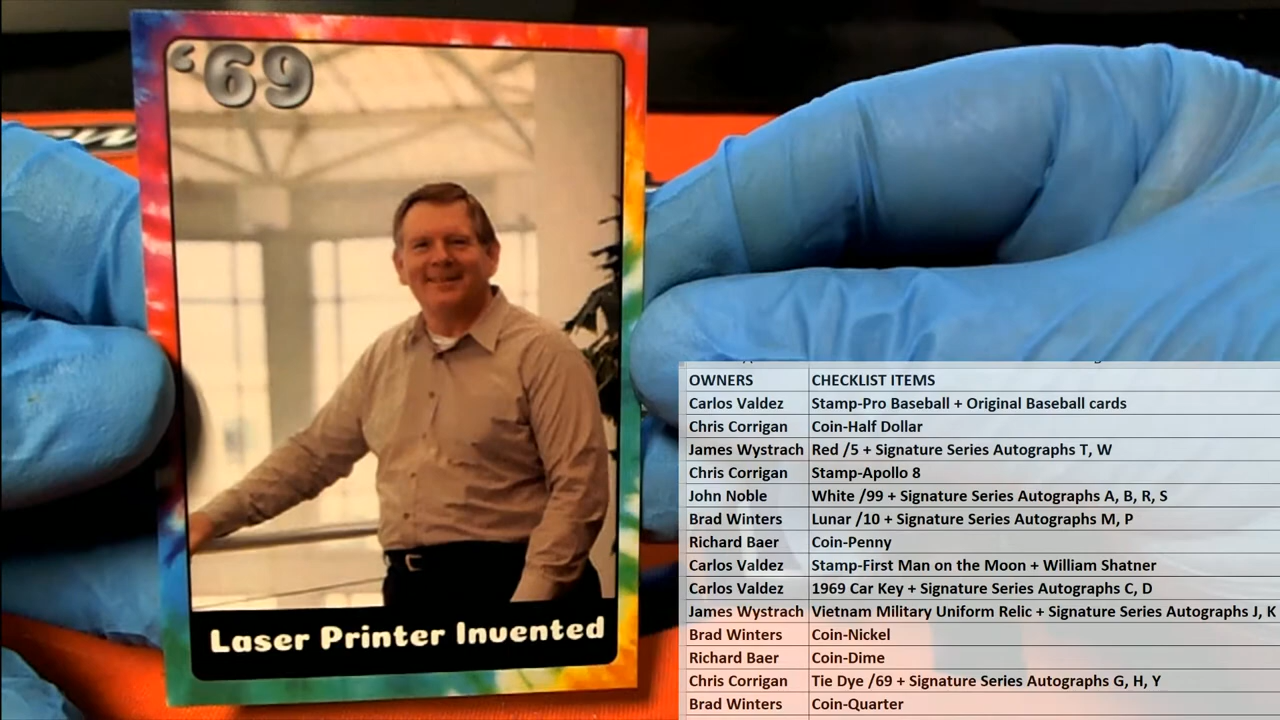 ‘69
Laser Printer Invented
OWNERS CHECKLIST ITEMS
Carlos Valdez Stamp-Pro Baseball + Original Baseball cards
Chris Corrigan Coin-Half Dollar
James Wystrach Red /5 + Signature Series Autographs T, W
Chris Corrigan Stamp-Apollo 8
John Noble White /99 + Signature Series Autographs A, B, R, S
Brad Winters Lunar /10 + Signature Series Autographs M, P
Richard Baer Coin-Penny
Carlos Valdez Stamp-First Man on the Moon + William Shatner
Carlos Valdez 1969 Car Key + Signature Series Autographs C, D
James Wystrach Vietnam Military Uniform Relic + Signature Series Autographs J, K
Brad Winters Coin-Nickel
Richard Baer Coin-Dime
Chris Corrigan Tie Dye /69 + Signature Series Autographs G, H, Y
Brad Winters Coin-Quarter